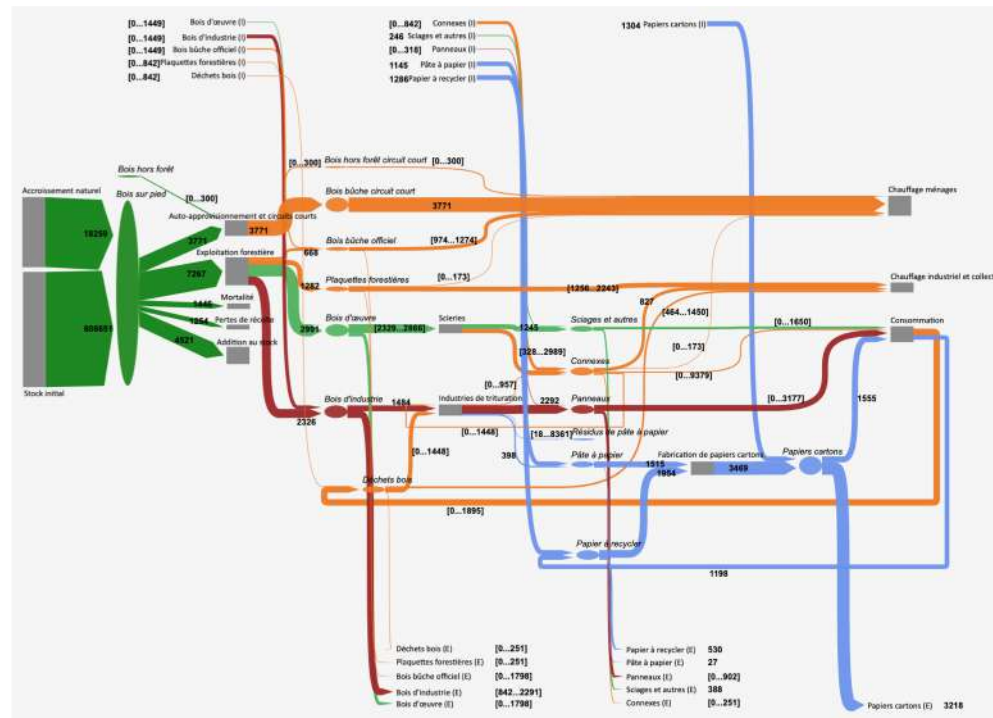 [0...1449] Bois d'œuvre (I)
[0...1449] Bois d'industrie (I)
[0...1449] Bois bûche officiel (I)
[0...842] Plaquettes forestières (I)
[0...842] Déchets bois (I)
[0...842] Connexes (I)
246 Sciages et autres (I)
[0...318] Panneaux (I)
1145 Pâte à papier (I)
1286 Papier à recycler (I)
1304 Papiers cartons (I)
Bois hors forêt
[0...300] Bois hors forêt circuit court [0...300]
Accroissement naturel
Bois sur pied
[0...300]
Bois bûche circuit court
Chauffage ménages
Auto-approvisionnement et circuits courts
3771
3771
3771
Bois bûche officiel
[974...1274]
668
Exploitation forestière
7267
Plaquettes forestières
[0...173]
Chauffage industriel et collect
1282
[1256...2243]
827
Mortalité
1446
[464...1450]
Pertes de récolte
1254
Bois d'œuvre
Scieries
Sciages et autres
[0...1650]
Consommation
2991
[2329...2866]
1245
4521
Addition au stock
[328...2989]
[0...173]
Connexes
Stock initial
[0...957]
[0...9379]
Bois d'industrie
1484
Industries de trituration
2292
Panneaux
[0...3177]
1555
2326
[0...1448]
[18...8361]
Résidus de pâte à papier
[0...1448]
398
Pâte à papier
1515
1954
Fabrication de papiers cartons
3469
Papiers cartons
Déchets bois
[0...1895]
Papier à recycler
1198
Déchets bois (E) [0...251]
Plaquettes forestières (E) [0...251]
Bois bûche officiel (E) [0...1798]
Bois d'industrie (E) [842...2291]
Bois d'œuvre (E) [0...1798]
Papier à recycler (E) 530
Pâte à papier (E) 27
Panneaux (E) [0...902]
Sciages et autres (E) 388
Connexes (E) [0...251]
Papiers cartons (E) 3218